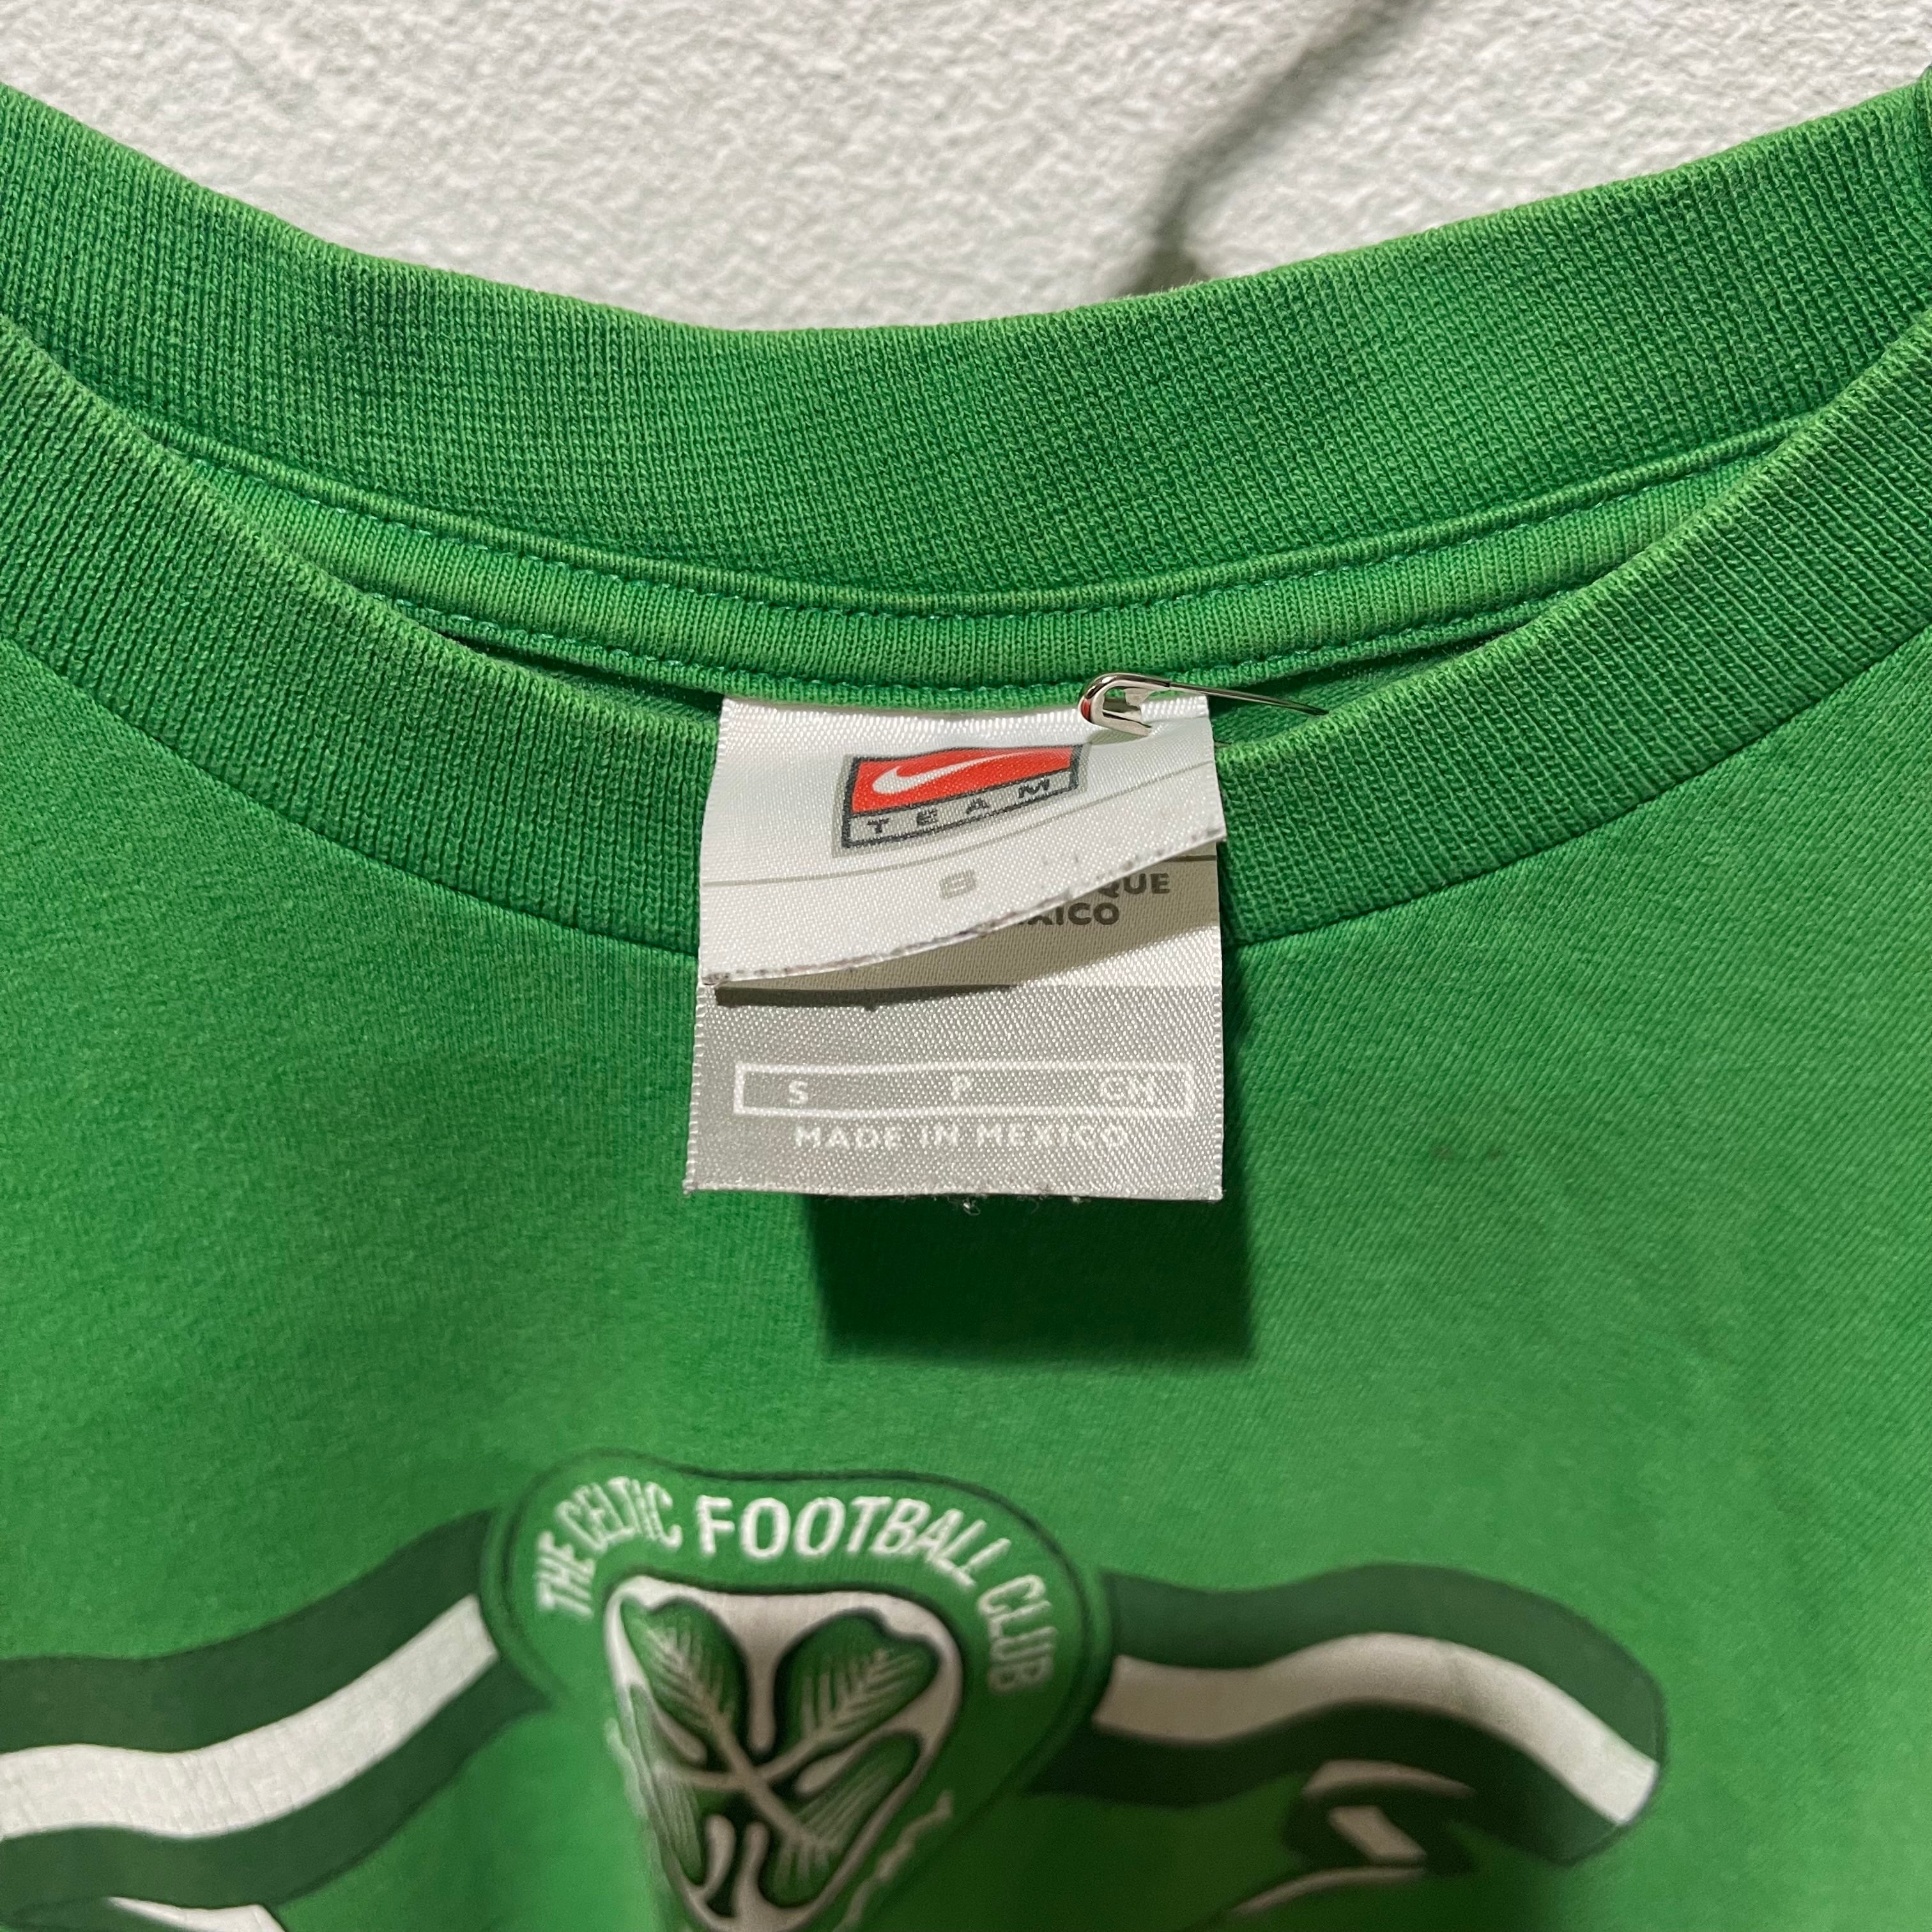 TEAM
S
QUE
XICO
S P CH
MADE IN MEXICO
THE CELTIC FOOTBALL CLUB